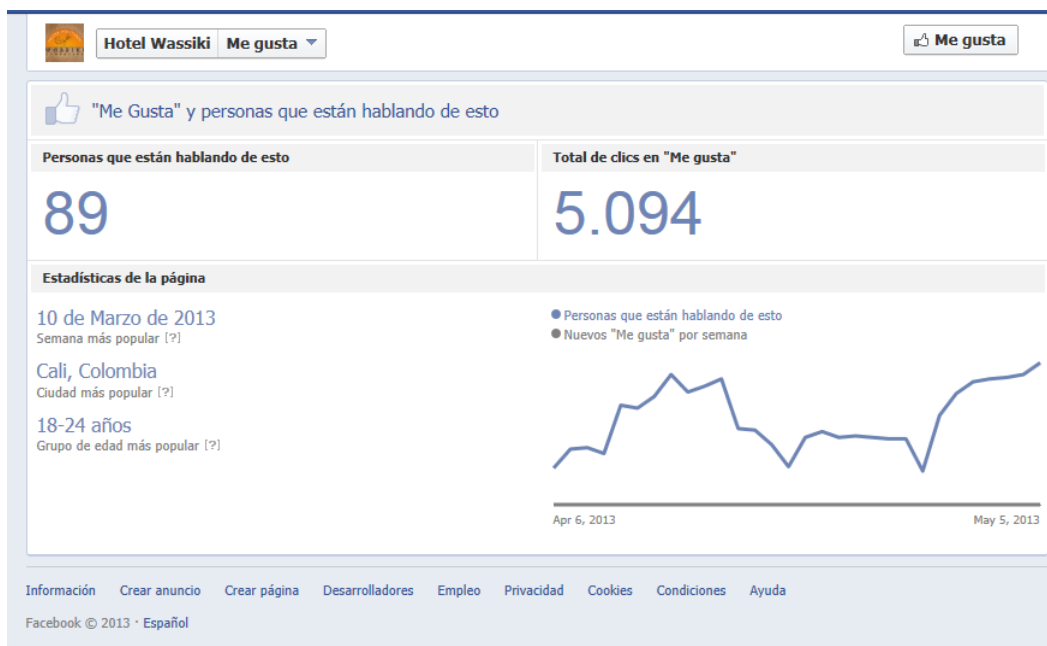 Hotel Wassiki Me gusta
Me gusta
"Me Gusta" y personas que están hablando de esto
Personas que están hablando de esto
Total de clics en "Me gusta"
89
5.094
Estadísticas de la página
10 de Marzo de 2013
Semana más popular [?]
Cali, Colombia
Ciudad más popular [?]
18-24 años
Grupo de edad más popular [?]
Personas que están hablando de esto
Nuevos "Me gusta" por semana
Apr 6, 2013
May 5, 2013
Información Crear anuncio Crear página Desarrolladores Empleo Privacidad Cookies Condiciones Ayuda
Facebook © 2013 · Español